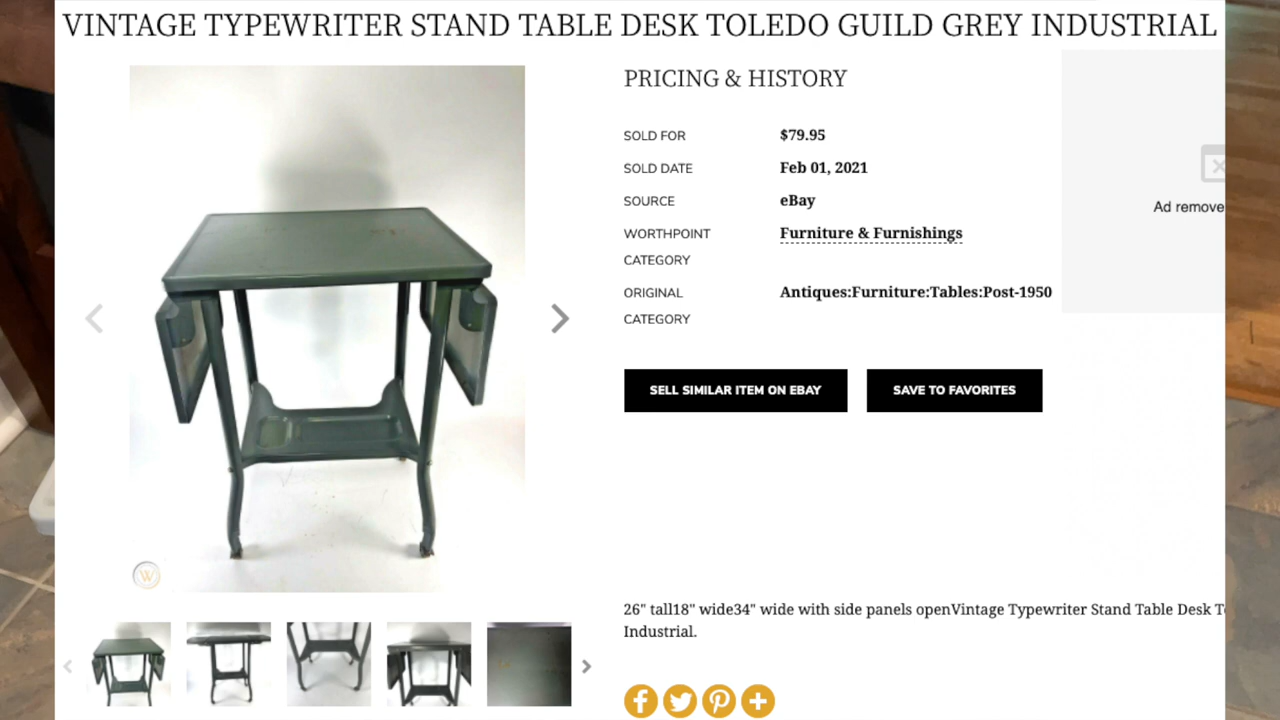 VINTAGE TYPEWRITER STAND TABLE DESK TOLEDO GUILD GREY INDUSTRIAL
PRICING & HISTORY
SOLD FOR $79.95
SOLD DATE Feb 01, 2021
SOURCE eBay
WORTHPOINT CATEGORY Furniture & Furnishings
ORIGINAL CATEGORY Antiques:Furniture:Tables:Post-1950
Ad remove
SELL SIMILAR ITEM ON EBAY
SAVE TO FAVORITES
W
26" tall18" wide34" wide with side panels openVintage Typewriter Stand Table Desk T
Industrial.